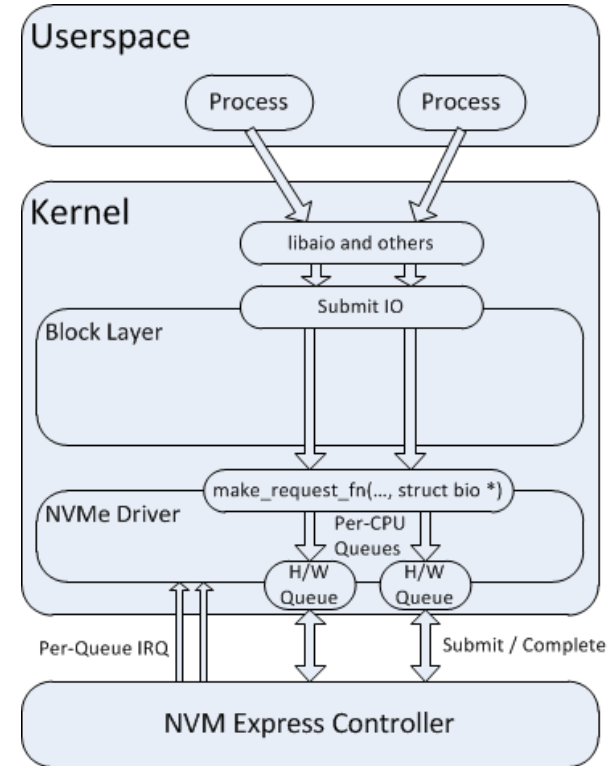 Userspace
Process
Process
Kernel
libaio and others
Submit IO
Block Layer
make_request_fn(..., struct bio *)
NVMe Driver
Per-CPU
Queues
H/W
Queue
H/W
Queue
Per-Queue IRQ
Submit / Complete
NVM Express Controller